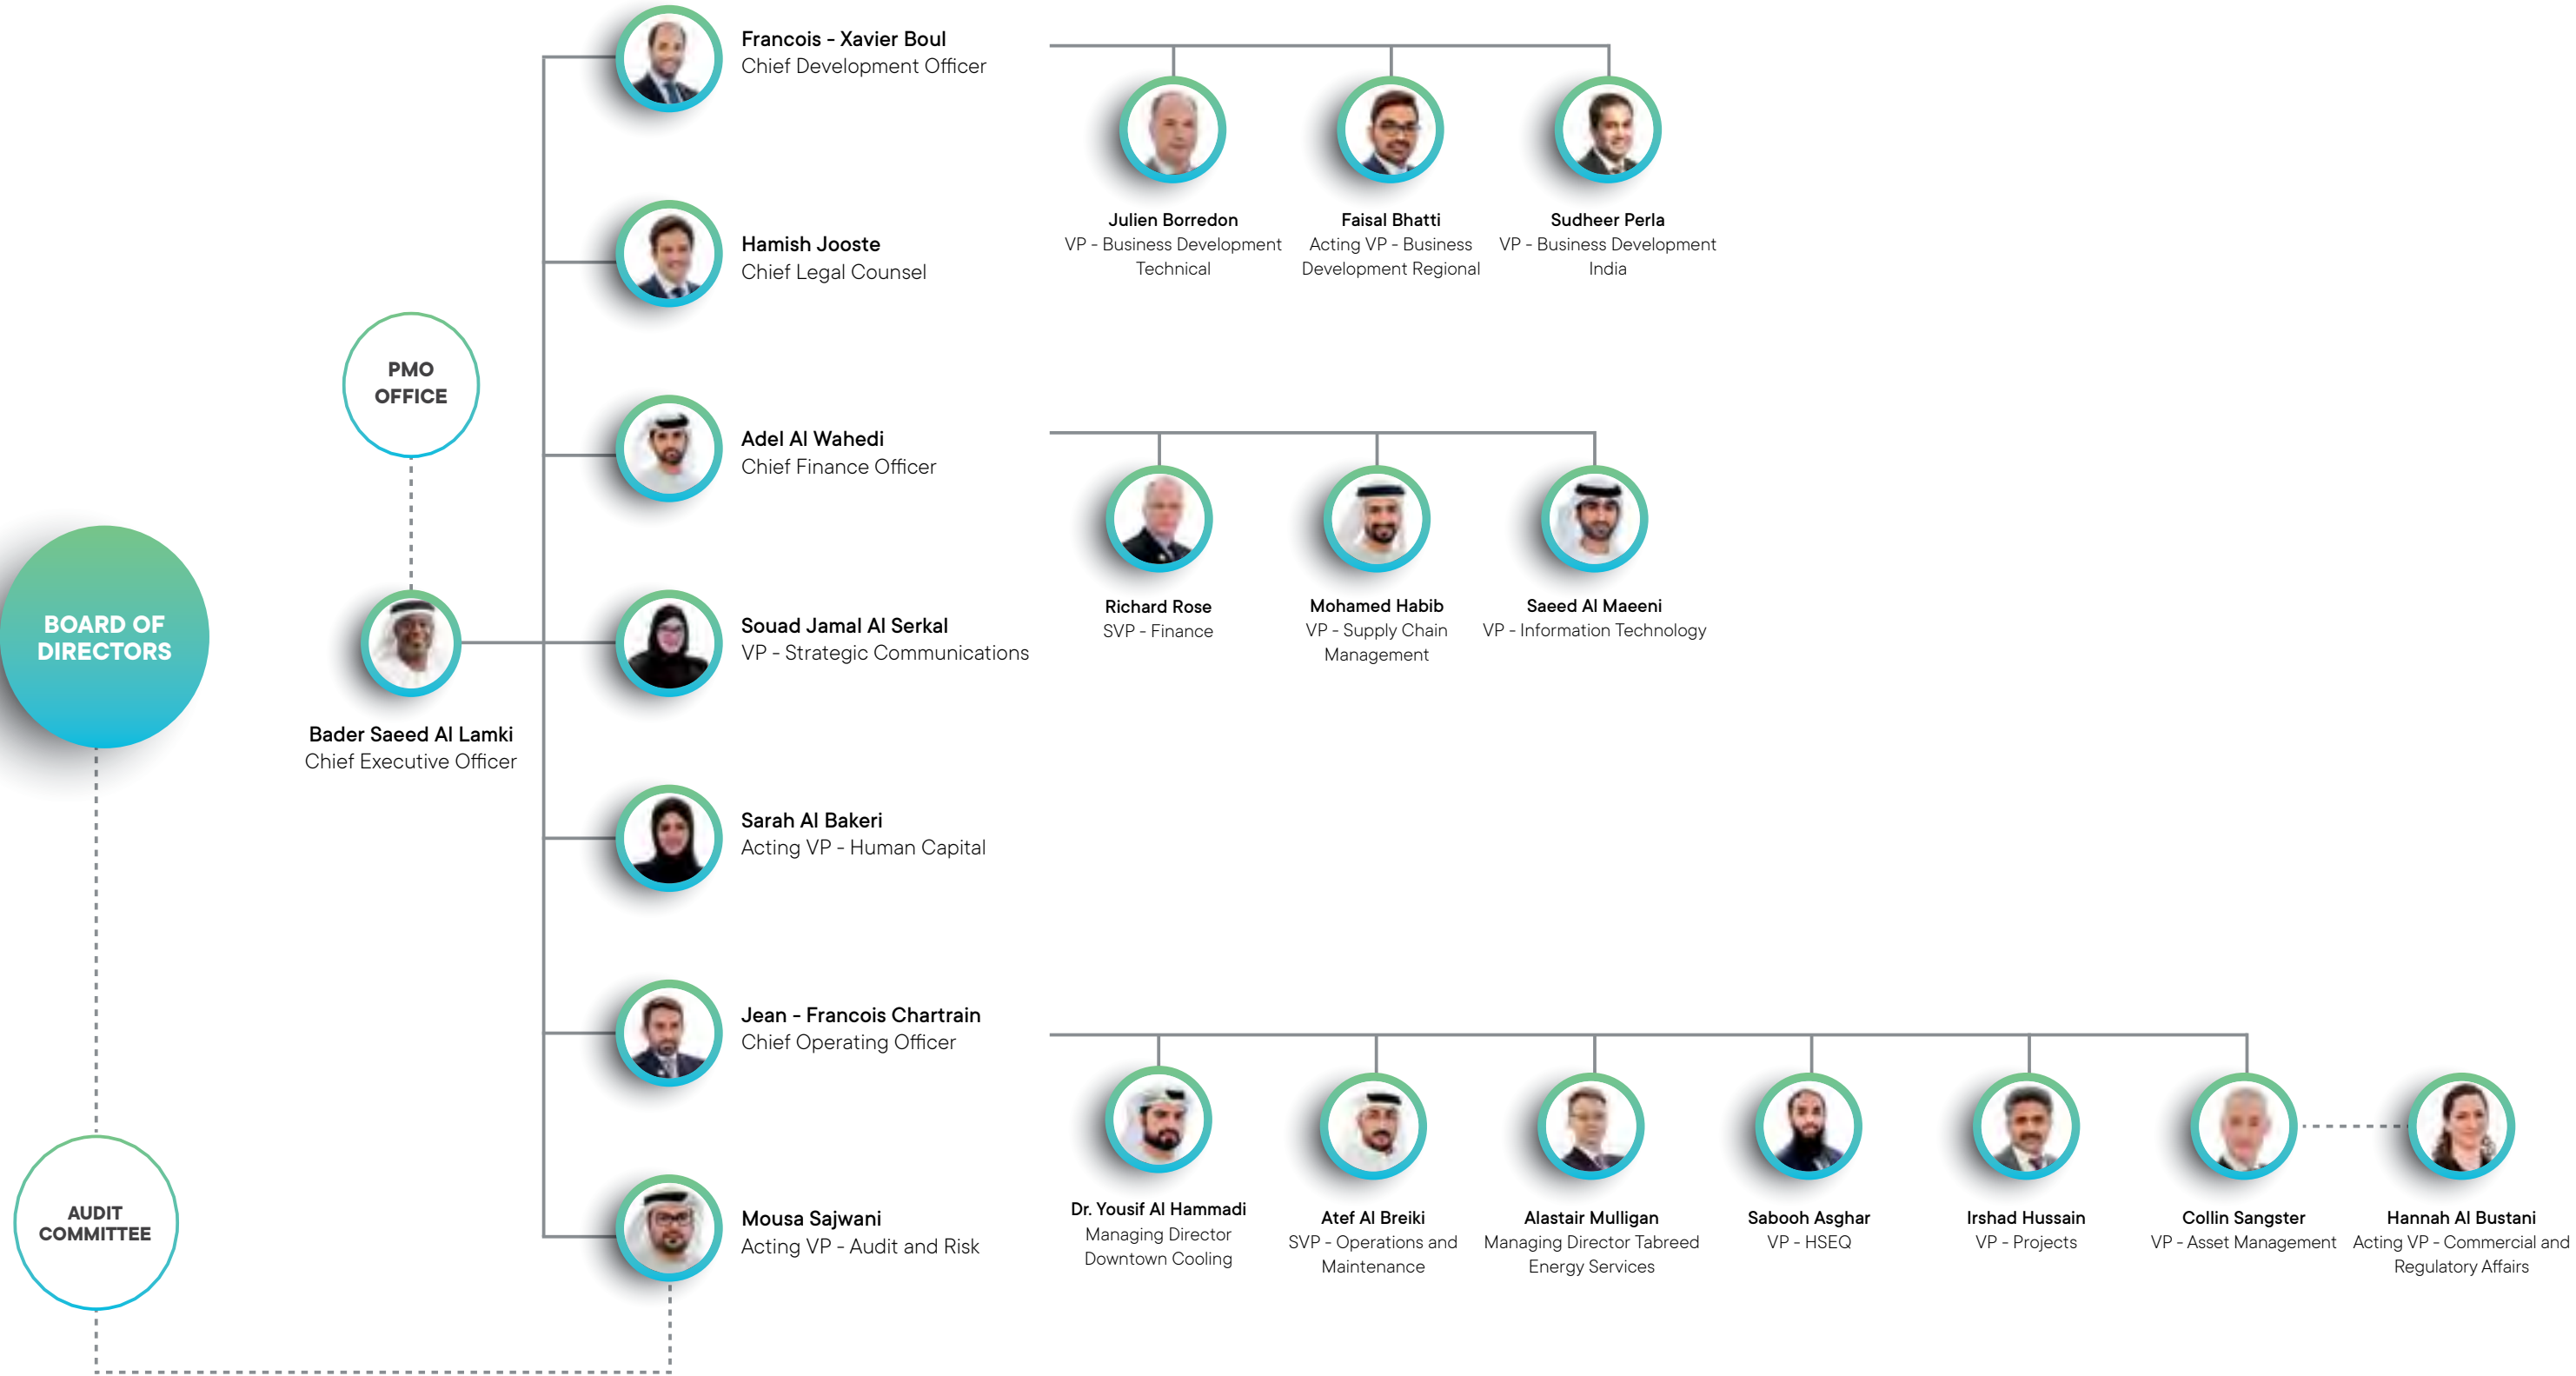 Francois - Xavier Boul
Chief Development Officer
Julien Borredon
VP - Business Development
Technical
Faisal Bhatti
Acting VP - Business
Development Regional
Sudheer Perla
VP - Business Development
India
Hamish Jooste
Chief Legal Counsel
PMO
OFFICE
Adel Al Wahedi
Chief Finance Officer
Richard Rose
SVP - Finance
Mohamed Habib
VP - Supply Chain
Management
Saeed Al Maeeni
VP - Information Technology
BOARD OF
DIRECTORS
Bader Saeed Al Lamki
Chief Executive Officer
Souad Jamal Al Serkal
VP - Strategic Communications
Sarah Al Bakeri
Acting VP - Human Capital
Jean - Francois Chartrain
Chief Operating Officer
Dr. Yousif Al Hammadi
Managing Director
Downtown Cooling
Atef Al Breiki
SVP - Operations and
Maintenance
Alastair Mulligan
Managing Director Tabreed
Energy Services
Sabooh Asghar
VP - HSEQ
Irshad Hussain
VP - Projects
Collin Sangster
VP - Asset Management
Hannah Al Bustani
Acting VP - Commercial and
Regulatory Affairs
AUDIT
COMMITTEE
Mousa Sajwani
Acting VP - Audit and Risk